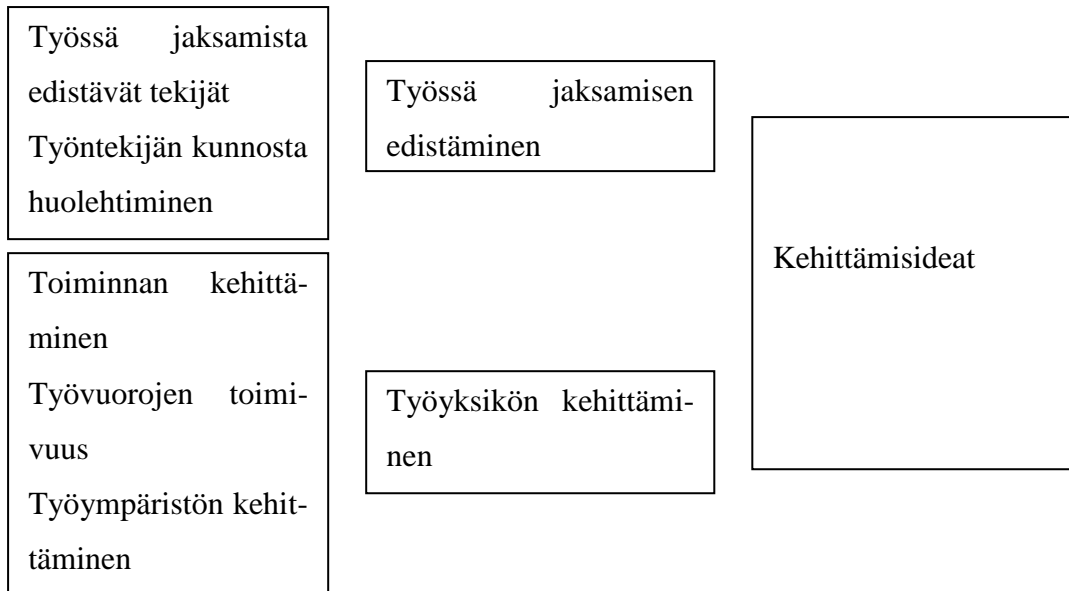 Työssä jaksamista
edistävät tekijät
Työntekijän kunnosta
huolehtiminen
Toiminnan kehittä-
minen
Työvuorojen toimi-
vuus
Työympäristön kehit-
täminen
Työssä jaksamisen
edistäminen
Työyksikön kehittämi-
nen
Kehittämisideat